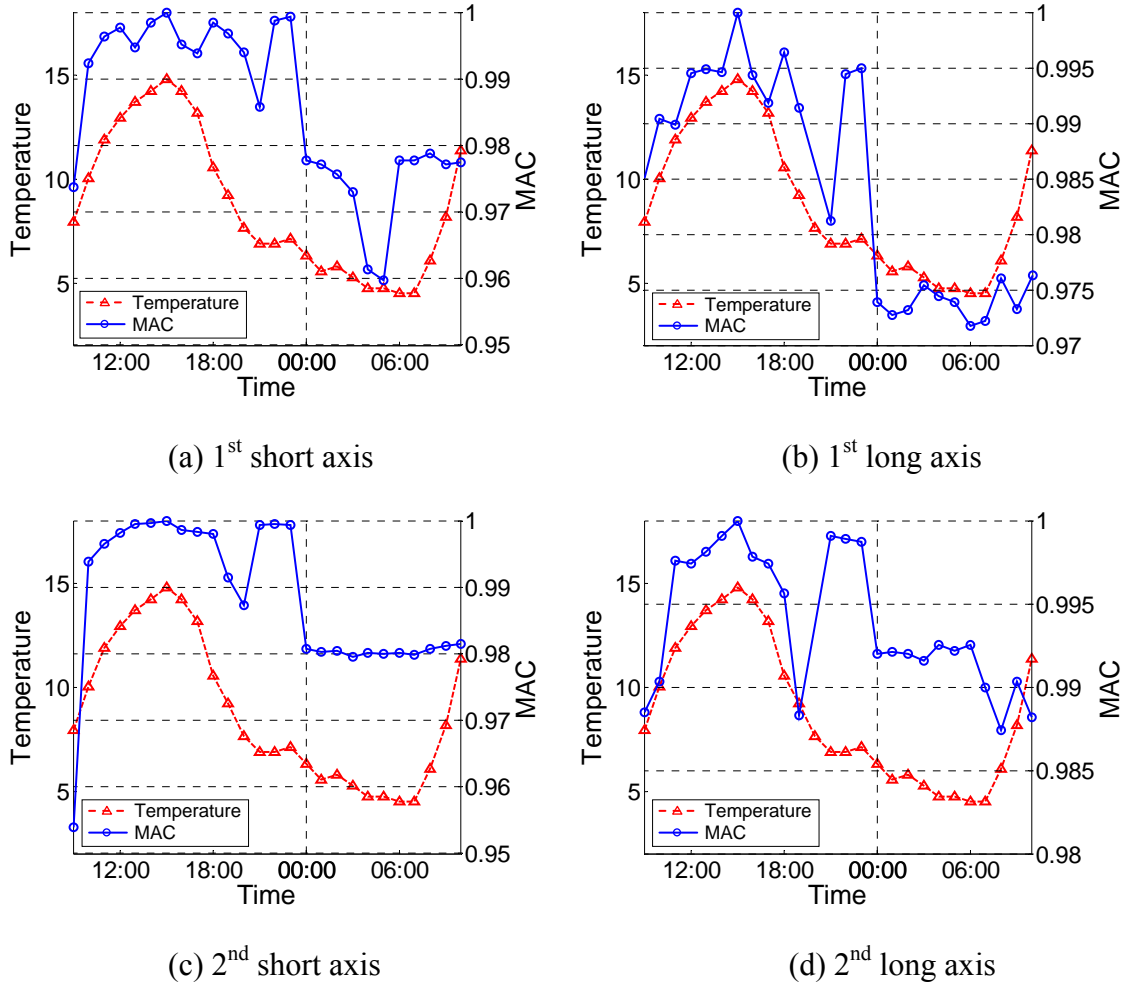 1
15
0.99
0.98
10
0.97
5
0.96
Temperature
MAC
0.95
12:00
18:00
00:00
06:00
Time
Temperature
MAC
(a) 1st short axis
1
0.995
15
0.99
0.985
10
0.98
5
0.975
Temperature
MAC
0.97
12:00
18:00
00:00
06:00
Time
Temperature
MAC
(b) 1st long axis
1
15
0.99
0.98
10
0.97
5
0.96
Temperature
MAC
0.95
12:00
18:00
00:00
06:00
Time
Temperature
MAC
(c) 2nd short axis
1
15
0.995
10
0.99
5
0.985
Temperature
MAC
0.98
12:00
18:00
00:00
06:00
Time
Temperature
MAC
(d) 2nd long axis